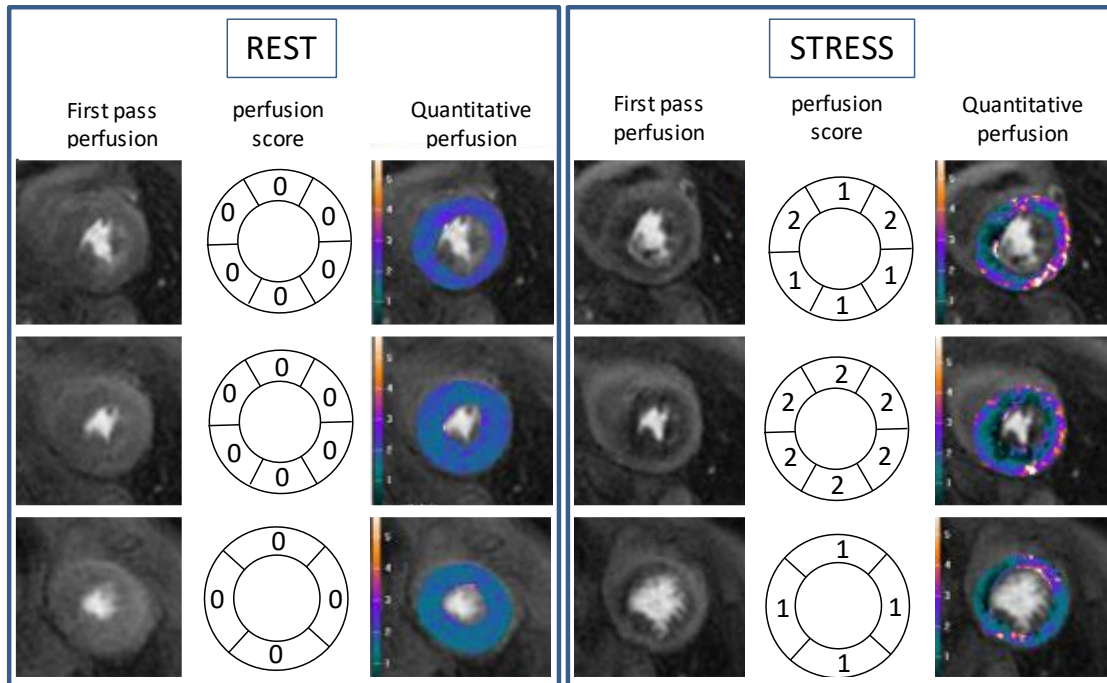 REST
First pass
perfusion
perfusion
score
Quantitative
perfusion
0
0 0
0 0
0
0
0 0
0 0
0
0
0 0
0
STRESS
First pass
perfusion
perfusion
score
Quantitative
perfusion
1
2 2
1 1
1
2
2 2
2 2
2
1
1 1
1